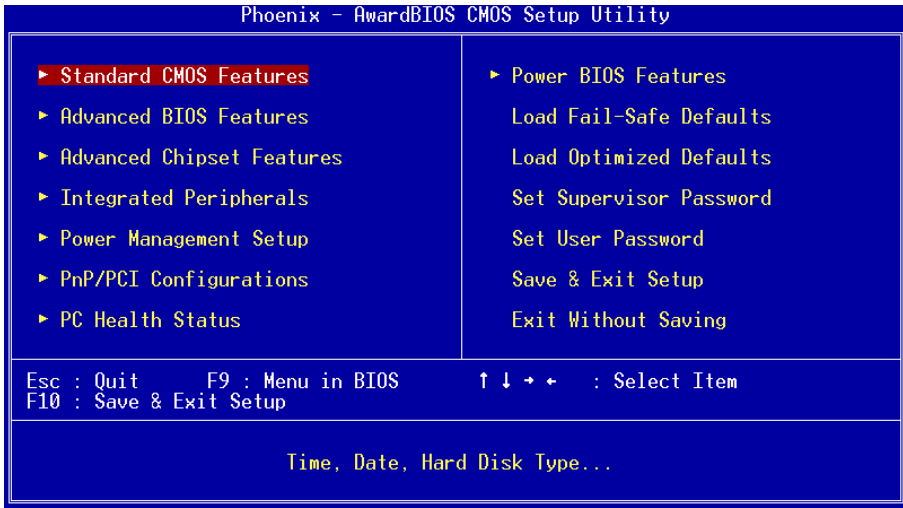 Phoenix - AwardBIOS CMOS Setup Utility
► Standard CMOS Features
► Advanced BIOS Features
► Advanced Chipset Features
► Integrated Peripherals
► Power Management Setup
► PnP/PCI Configurations
► PC Health Status
► Power BIOS Features
Load Fail-Safe Defaults
Load Optimized Defaults
Set Supervisor Password
Set User Password
Save & Exit Setup
Exit Without Saving
Esc : Quit F9 : Menu in BIOS ↑ ↓ → ← : Select Item
F10 : Save & Exit Setup
Time, Date, Hard Disk Type...